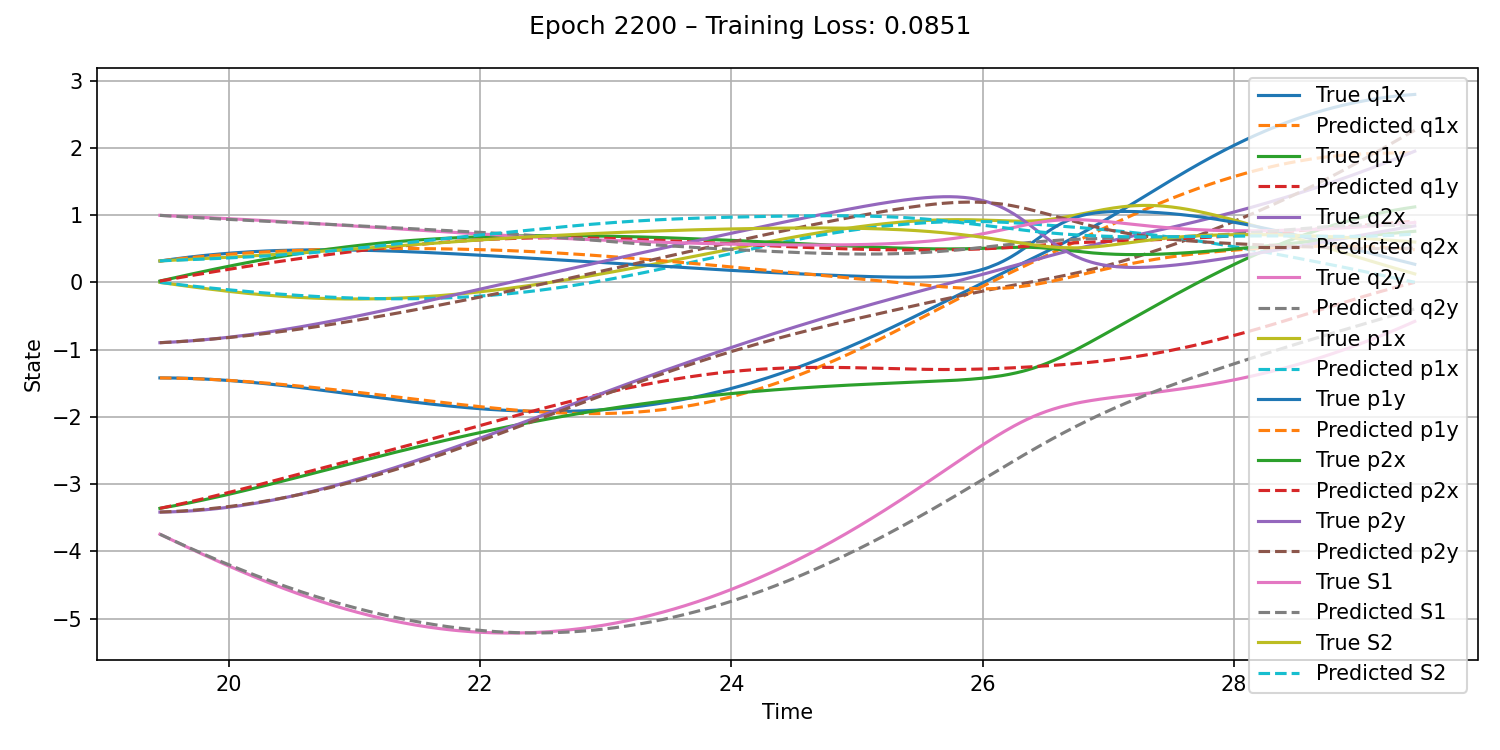 Epoch 2200 – Training Loss: 0.0851
3
2
1
0
−1
−2
−3
−4
−5
State
20
22
24
26
28
Time
True q1x
Predicted q1x
True q1y
Predicted q1y
True q2x
Predicted q2x
True q2y
Predicted q2y
True p1x
Predicted p1x
True p1y
Predicted p1y
True p2x
Predicted p2x
True p2y
Predicted p2y
True S1
Predicted S1
True S2
Predicted S2